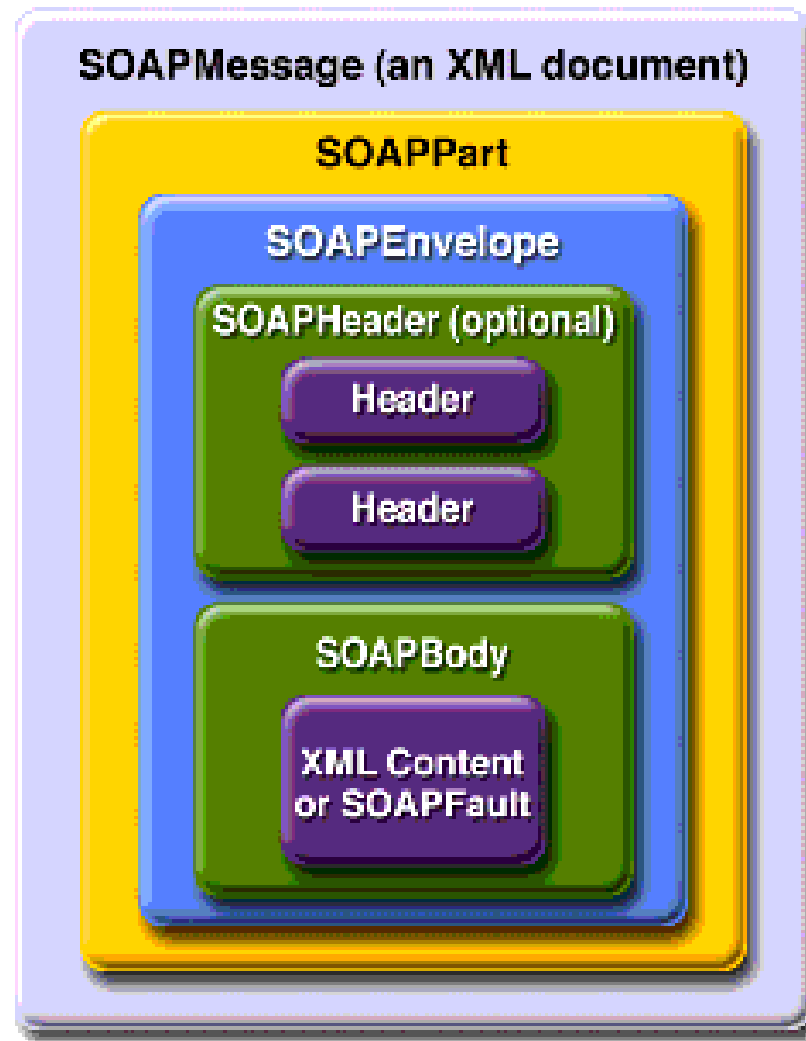 SOAPMessage (an XML document)
SOAPPart
SOAPEnvelope
SOAPHeader (optional)
Header
Header
SOAPBody
XML Content
or SOAPFault